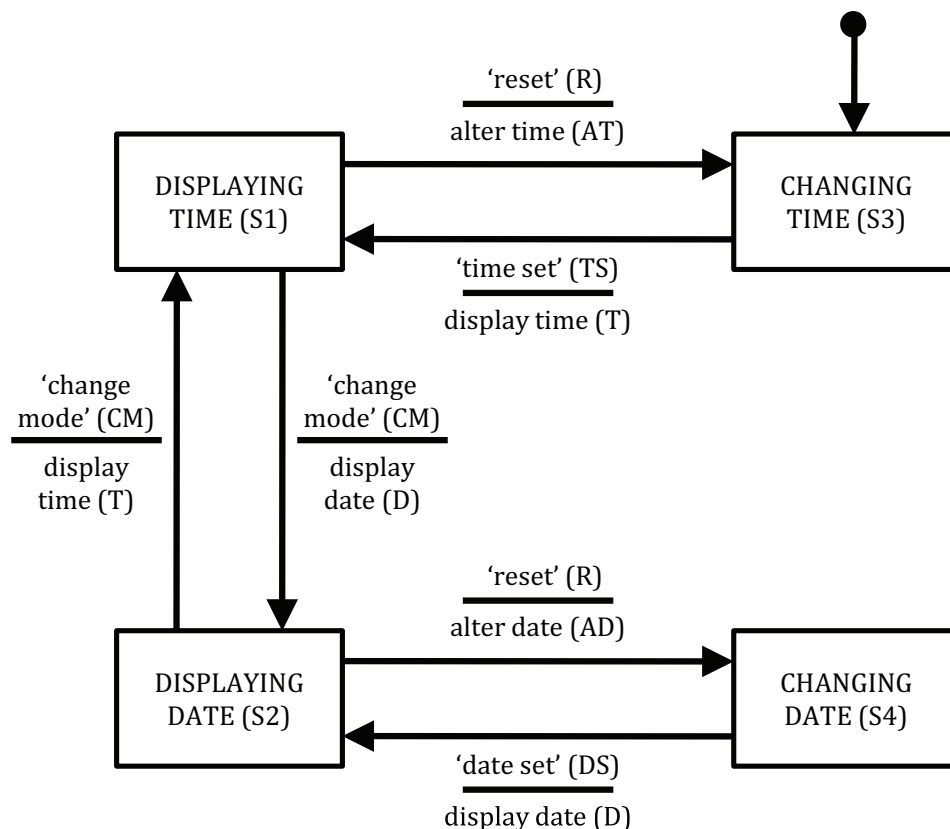 ‘reset’ (R)
alter time (AT)
DISPLAYING
TIME (S1)
CHANGING
TIME (S3)
‘time set’ (TS)
display time (T)
‘change
mode’ (CM)
display
time (T)
‘change
mode’ (CM)
display
date (D)
‘reset’ (R)
alter date (AD)
DISPLAYING
DATE (S2)
CHANGING
DATE (S4)
‘date set’ (DS)
display date (D)